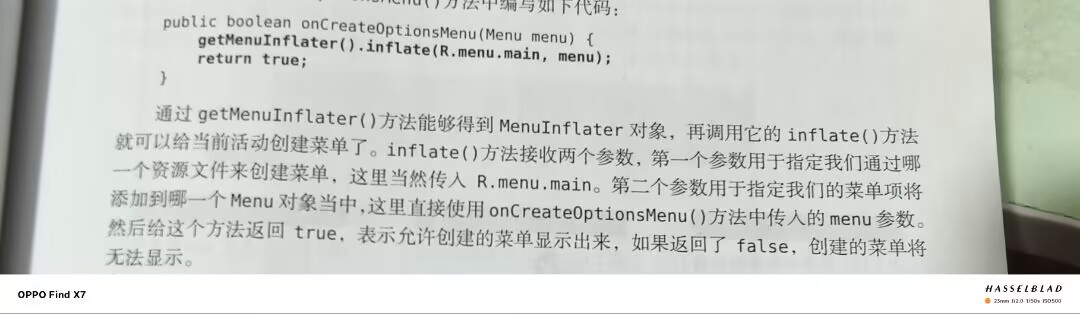 ()方法中编写如下代码：
public boolean onCreateOptionsMenu(Menu menu) {
getMenuInflater().inflate(R.menu.main, menu);
return true;
}
通过 getMenuInflater()方法能够得到 MenuInflater 对象，再调用它的 inflate()方法
就可以给当前活动创建菜单了。inflate()方法接收两个参数，第一个参数用于指定我们通过哪
一个资源文件来创建菜单，这里当然传入 R.menu.main。第二个参数用于指定我们的菜单项将
添加到哪一个 Menu 对象当中，这里直接使用 onCreateOptionsMenu()方法中传入的 menu 参数。
然后给这个方法返回 true，表示允许创建的菜单显示出来，如果返回了 false，创建的菜单将
无法显示。
OPPO Find X7
HASSELBLAD
23mm f/2.0 1/50s ISO500